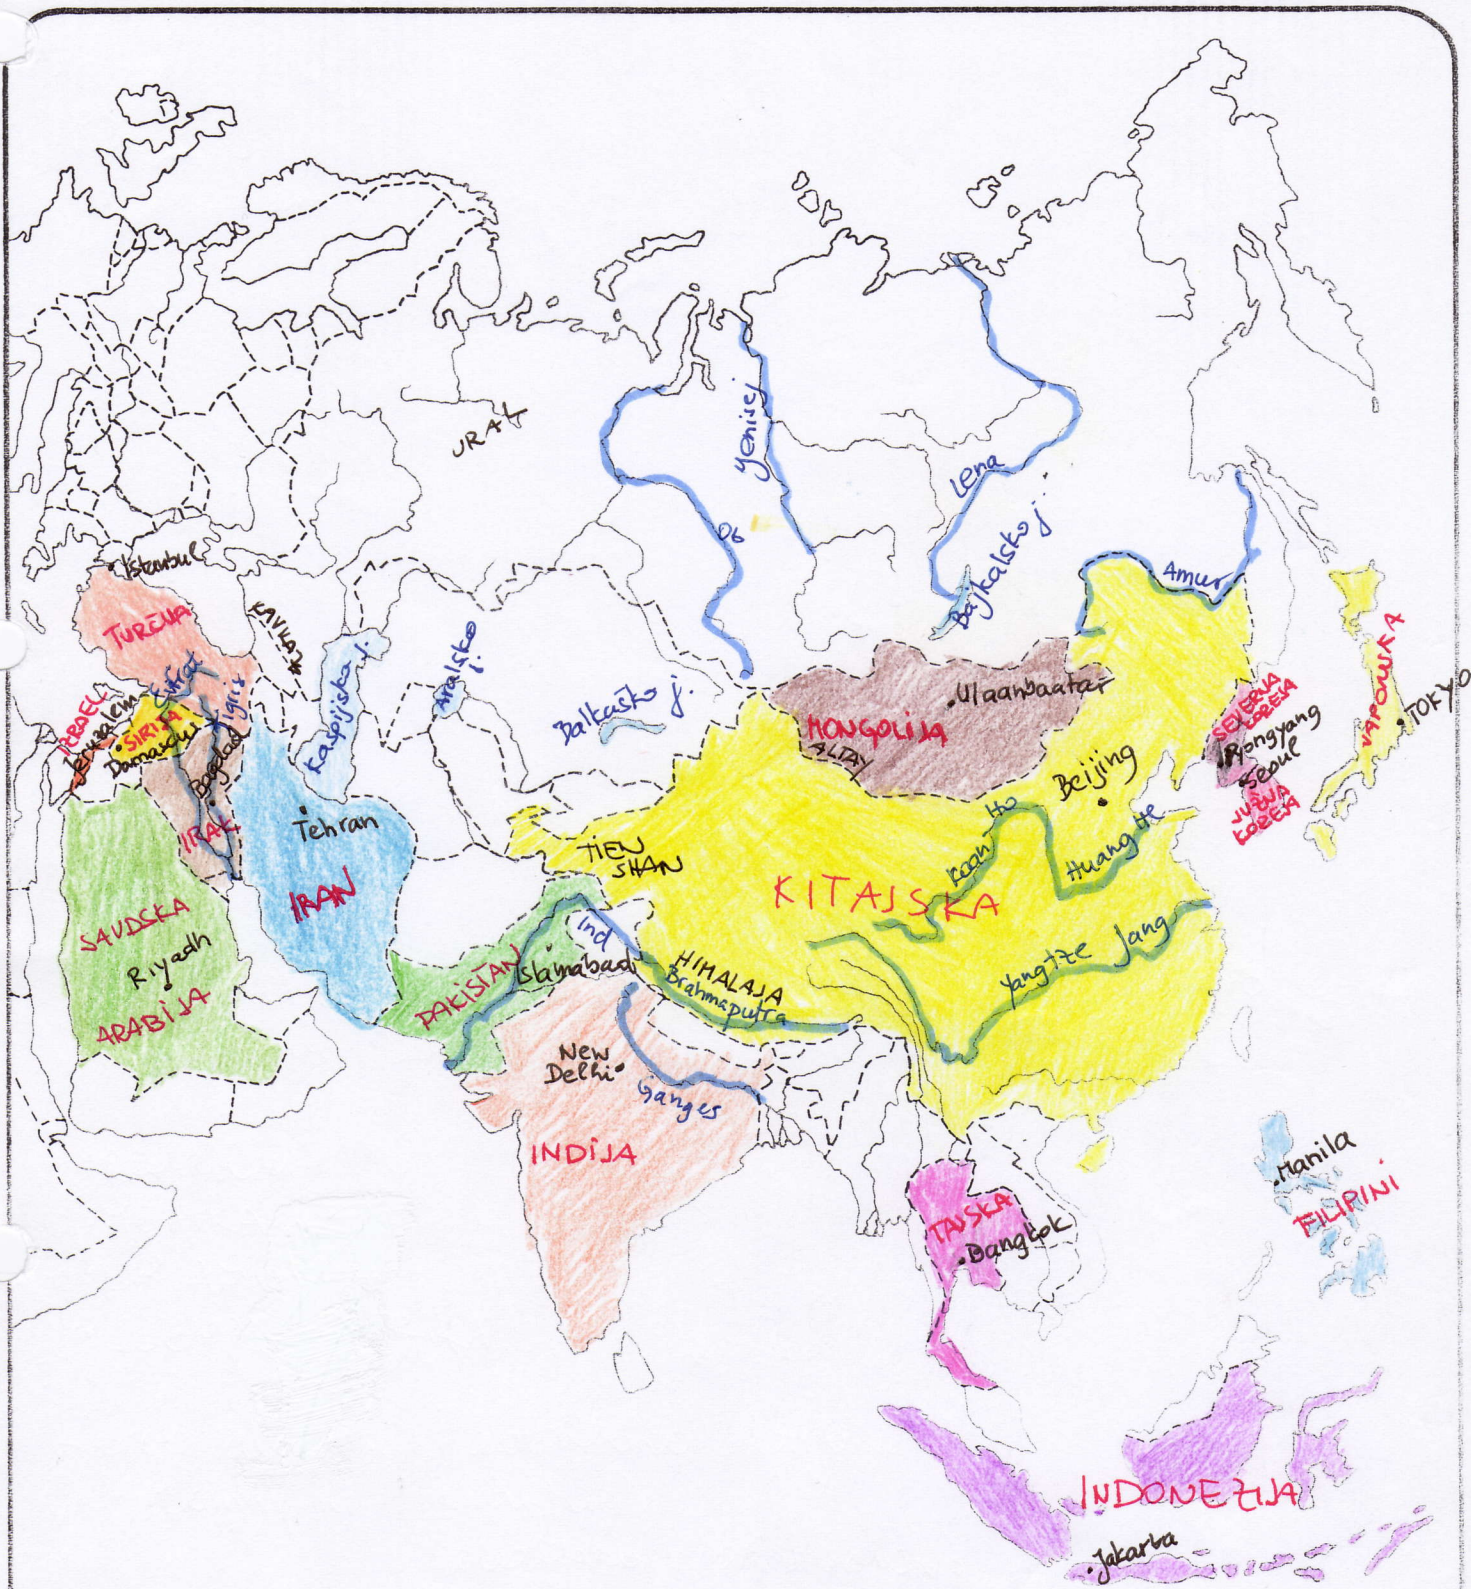 URAL
Yenisej
Ob
Lena
Bajkalsko j.
Amur
Istanbul
TURČIJA
KAVKAZ
Kaspijsko j.
Aralsko
j.
Balkaško j.
Eufrat
Tigris
IZRAEL
Jeruzalem
SIRIJA
Damascus
Bagdad
IRAK
Tehran
IRAN
SAUDSKA
Riyadh
ARABIJA
MONGOLIJA
Ulaanbaatar
ALTAY
Beijing
SEVERNA
KOREJA
Pyongyang
Seoul
JUŽNA
KOREJA
JAPONSKA
TOKYO
TIEN
SHAN
KITAJSKA
Hoan Ho
Huang He
Yangtze Jang
HIMALAJA
Brahmaputra
Ind
Islamabad
PAKISTAN
New
Delhi
Ganges
INDIJA
TAJSKA
Bangkok
Manila
FILIPINI
INDONEZIJA
Jakarta